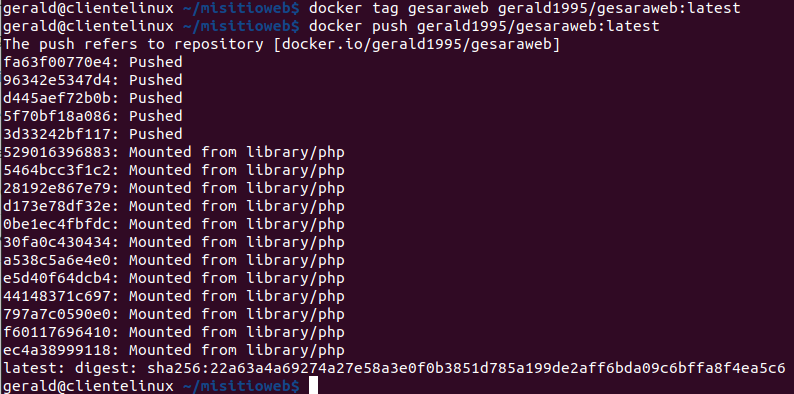 gerald@clientelinux ~/misitioweb$ docker tag gesaraweb gerald1995/gesaraweb:latest
gerald@clientelinux ~/misitioweb$ docker push gerald1995/gesaraweb:latest
The push refers to repository [docker.io/gerald1995/gesaraweb]
fa63f00770e4: Pushed
96342e5347d4: Pushed
d445aef72b0b: Pushed
5f70bf18a086: Pushed
3d33242bf117: Pushed
529016396883: Mounted from library/php
5464bcc3f1c2: Mounted from library/php
28192e867e79: Mounted from library/php
d173e78df32e: Mounted from library/php
0be1ec4fbfdc: Mounted from library/php
30fa0c430434: Mounted from library/php
a538c5a6e4e0: Mounted from library/php
e5d40f64dcb4: Mounted from library/php
44148371c697: Mounted from library/php
797a7c0590e0: Mounted from library/php
f60117696410: Mounted from library/php
ec4a38999118: Mounted from library/php
latest: digest: sha256:22a63a4a69274a27e58a3e0f0b3851d785a199de2aff6bda09c6bffa8f4ea5c6
gerald@clientelinux ~/misitioweb$